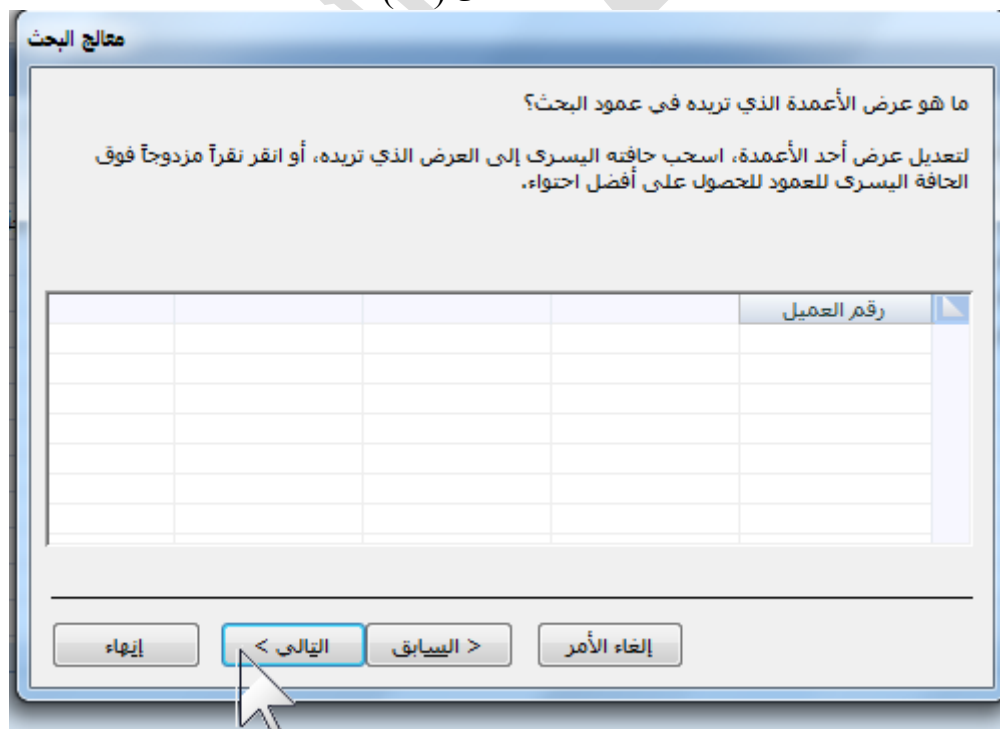 معالج البحث
ما هو عرض الأعمدة الذي تريده في عمود البحث؟
لتعديل عرض أحد الأعمدة، اسحب حافته اليسرى إلى العرض الذي تريده، أو انقر نقراً مزدوجاً فوق
الحافة اليسرى للعمود للحصول على أفضل احتواء.
رقم العميل
إلغاء الأمر
< السابق
التالي >
إنهاء